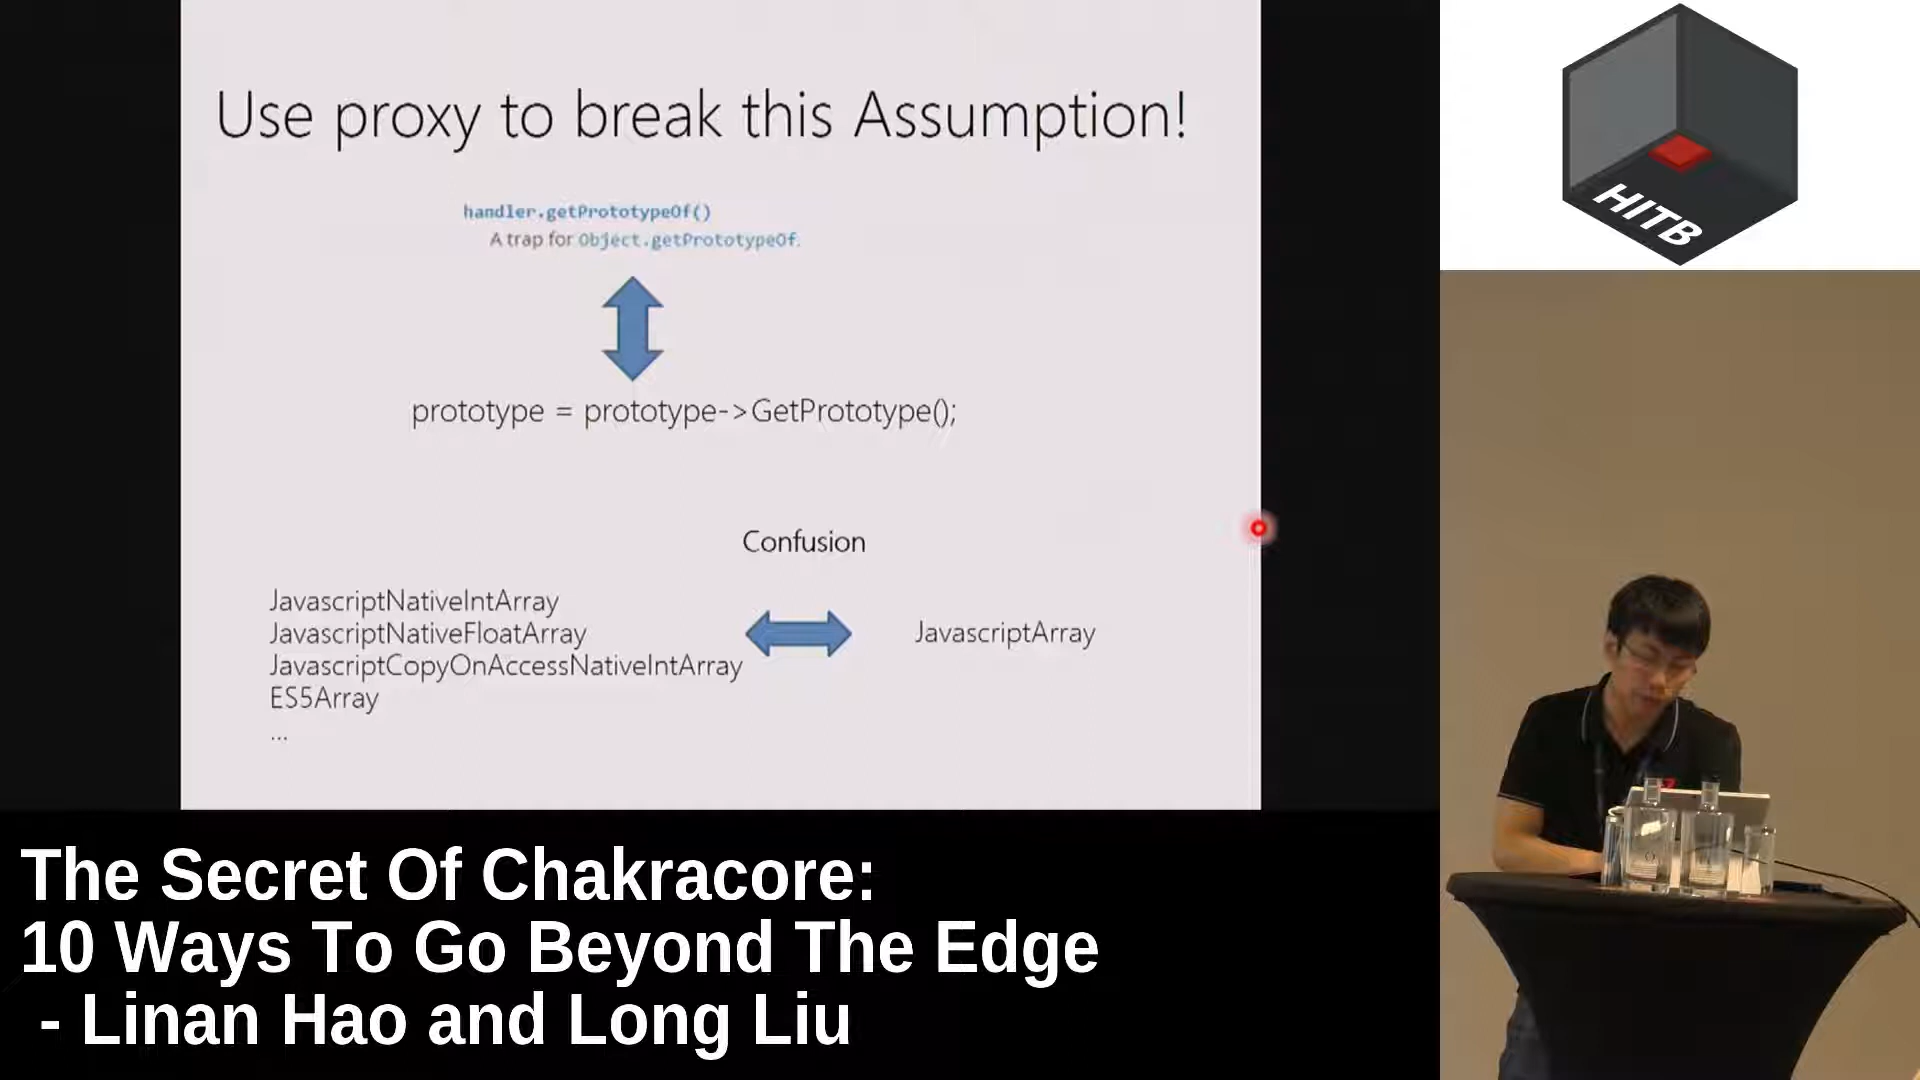 Use proxy to break this Assumption!
handler.getPrototypeOf()
A trap for Object.getPrototypeOf.
prototype = prototype->GetPrototype();
Confusion
JavascriptNativeIntArray
JavascriptNativeFloatArray
JavascriptCopyOnAccessNativeIntArray
ES5Array
...
JavascriptArray
HITB
The Secret Of Chakracore:
10 Ways To Go Beyond The Edge
- Linan Hao and Long Liu